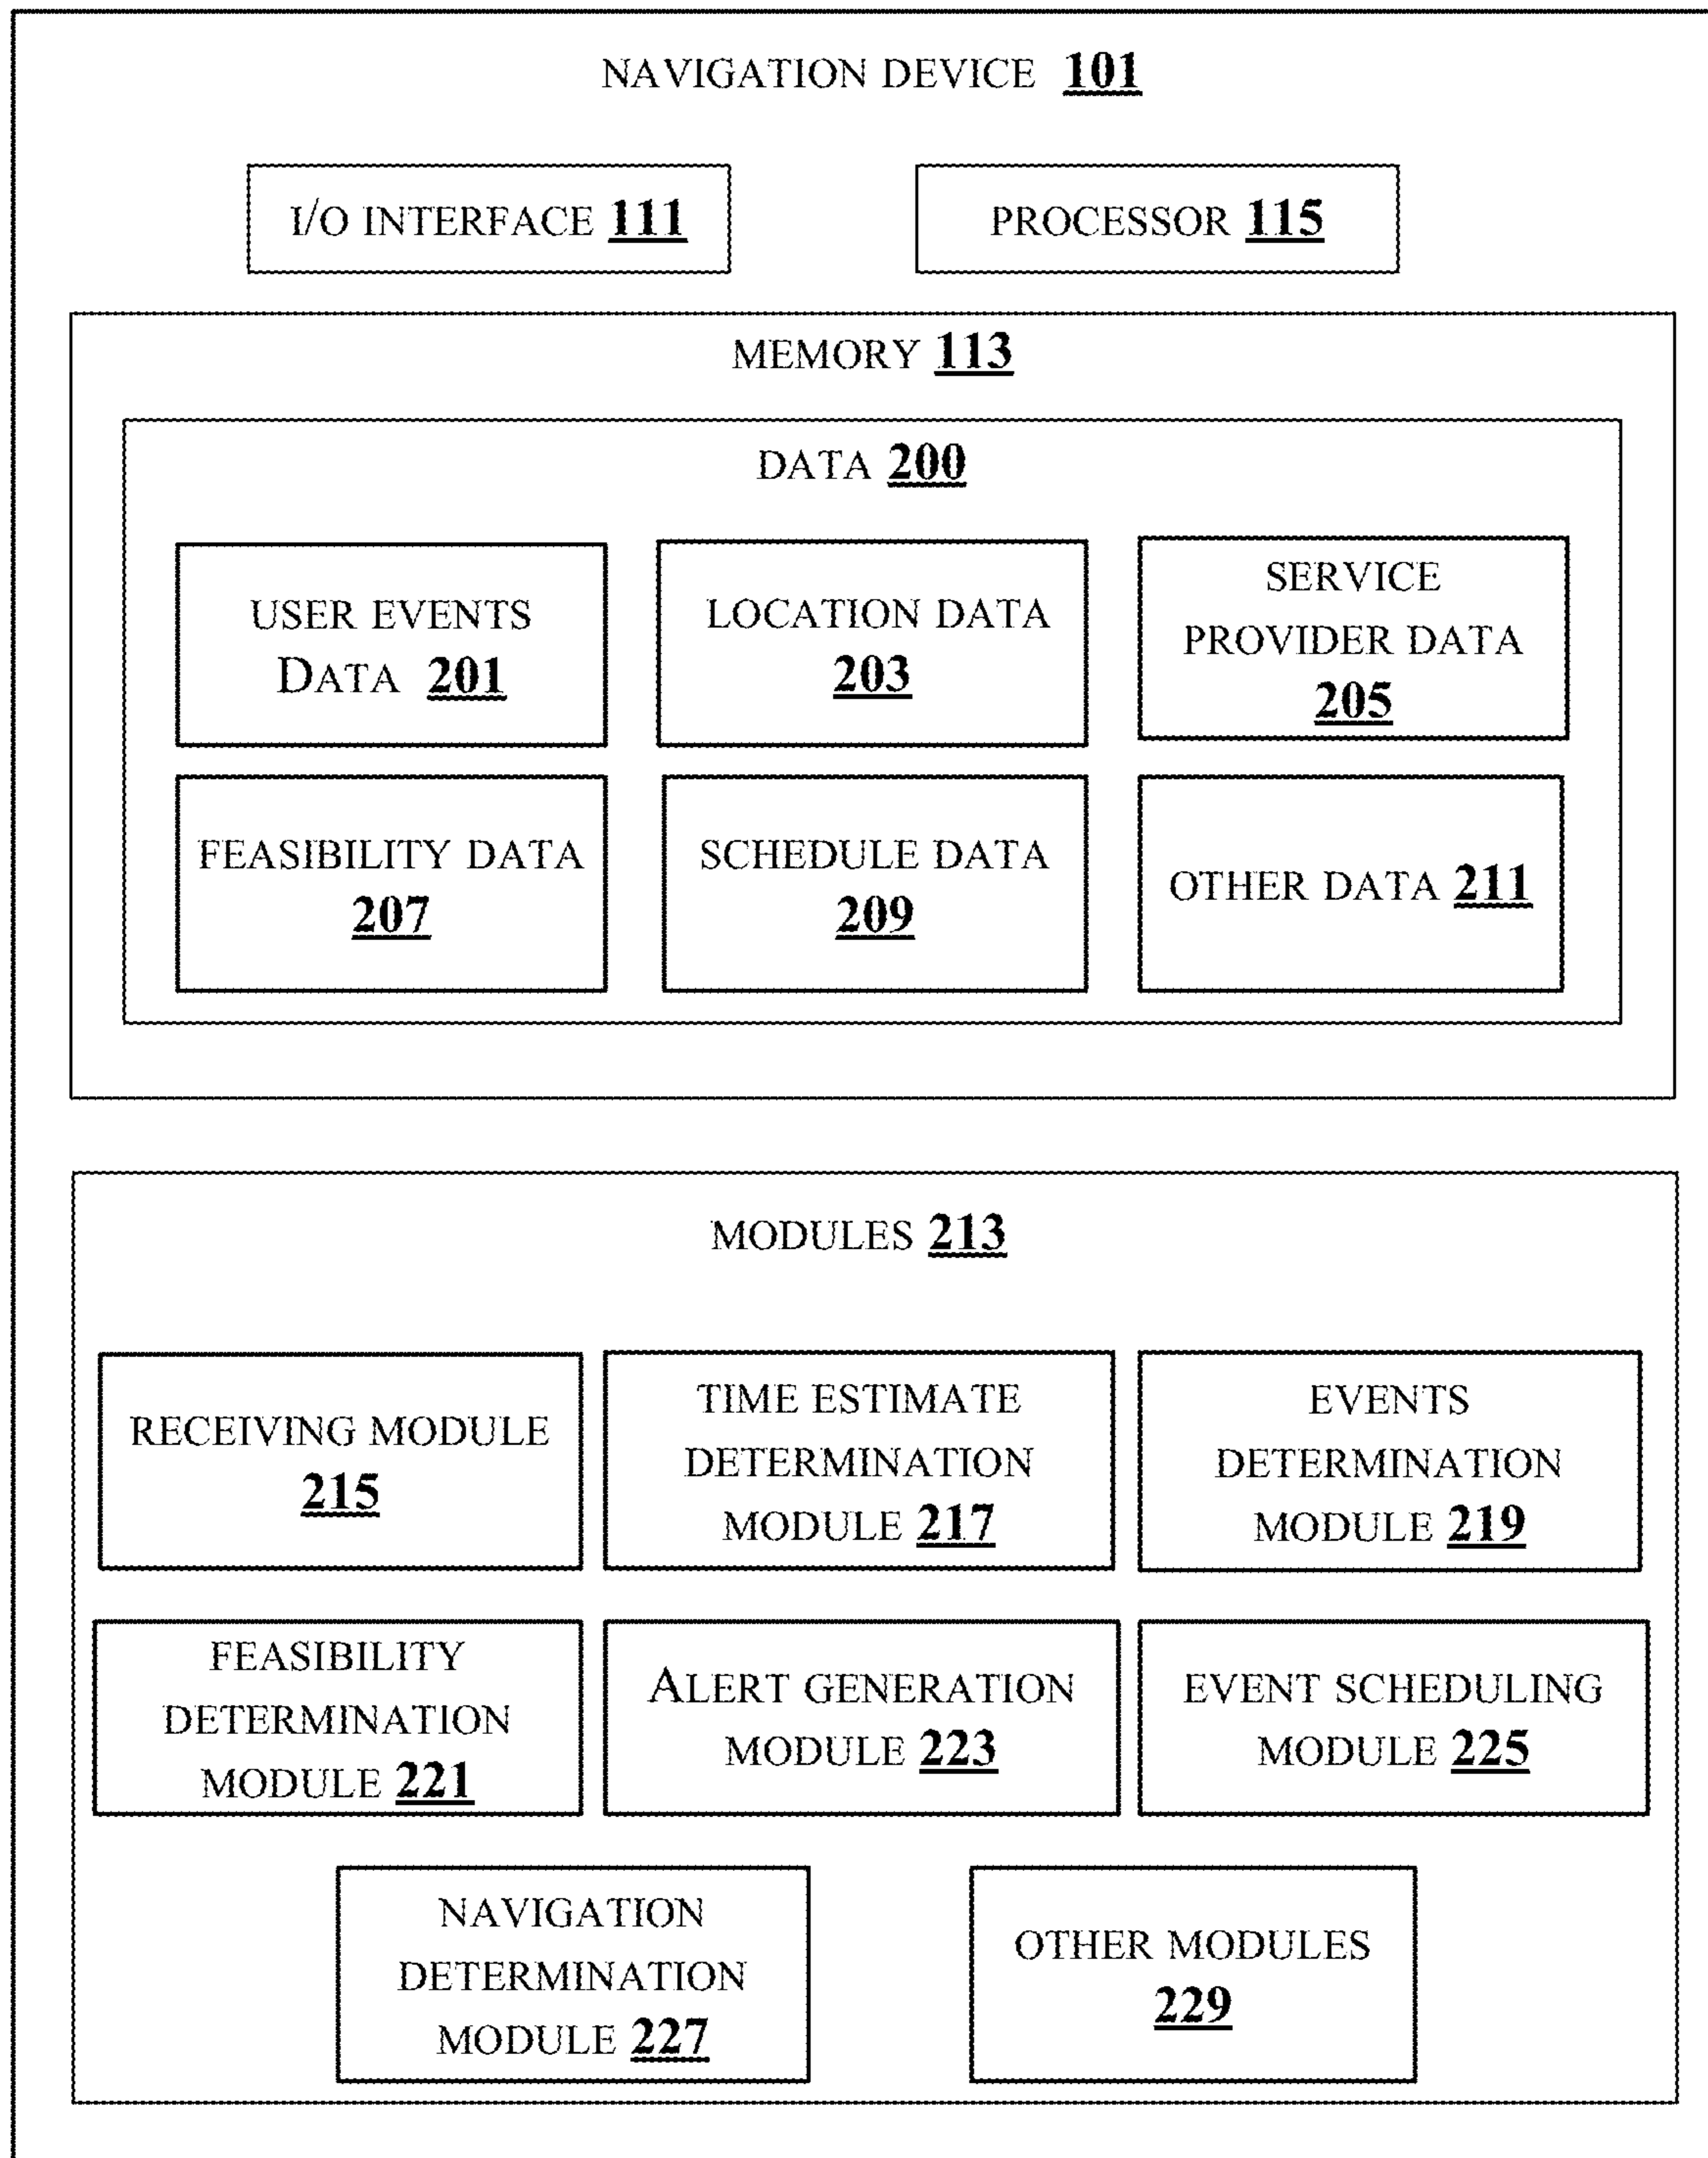 NAVIGATION DEVICE 101
I/O INTERFACE 111
PROCESSOR 115
MEMORY 113
DATA 200
USER EVENTS
DATA 201
LOCATION DATA
203
SERVICE
PROVIDER DATA
205
FEASIBILITY DATA
207
SCHEDULE DATA
209
OTHER DATA 211
MODULES 213
RECEIVING MODULE
215
TIME ESTIMATE
DETERMINATION
MODULE 217
EVENTS
DETERMINATION
MODULE 219
FEASIBILITY
DETERMINATION
MODULE 221
ALERT GENERATION
MODULE 223
EVENT SCHEDULING
MODULE 225
NAVIGATION
DETERMINATION
MODULE 227
OTHER MODULES
229